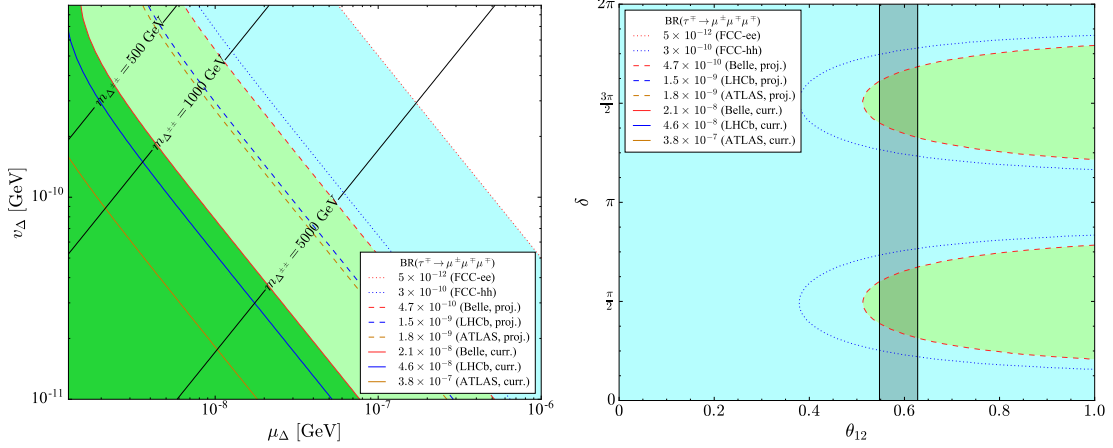 v_Δ [GeV]
10⁻¹⁰
10⁻¹¹
m_Δ±± = 500 GeV
m_Δ±± = 1000 GeV
m_Δ±± = 5000 GeV
BR(τ^∓ → μ^± μ^∓ μ^∓)
5 × 10⁻¹² (FCC-ee)
3 × 10⁻¹⁰ (FCC-hh)
4.7 × 10⁻¹⁰ (Belle, proj.)
1.5 × 10⁻⁹ (LHCb, proj.)
1.8 × 10⁻⁹ (ATLAS, proj.)
2.1 × 10⁻⁸ (Belle, curr.)
4.6 × 10⁻⁸ (LHCb, curr.)
3.8 × 10⁻⁷ (ATLAS, curr.)
10⁻⁸ 10⁻⁷ 10⁻⁶
μ_Δ [GeV]
BR(τ^∓ → μ^± μ^∓ μ^∓)
5 × 10⁻¹² (FCC-ee)
3 × 10⁻¹⁰ (FCC-hh)
4.7 × 10⁻¹⁰ (Belle, proj.)
1.5 × 10⁻⁹ (LHCb, proj.)
1.8 × 10⁻⁹ (ATLAS, proj.)
2.1 × 10⁻⁸ (Belle, curr.)
4.6 × 10⁻⁸ (LHCb, curr.)
3.8 × 10⁻⁷ (ATLAS, curr.)
2π
3π/2
π
π/2
0
δ
0 0.2 0.4 0.6 0.8 1.0
θ₁₂